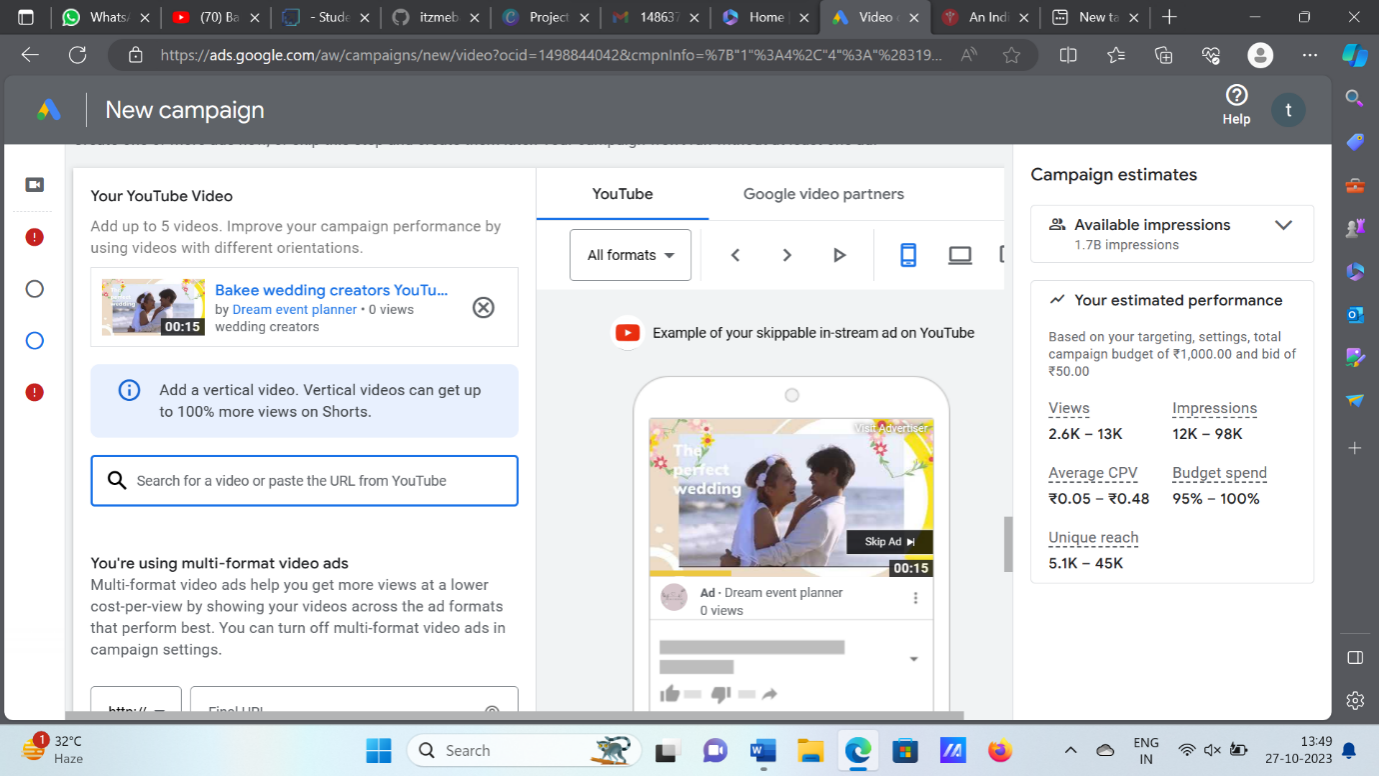 WhatsA
(70) Ba
- Stude
itzmeb
Project
148637
Home
Video
An Indi
New ta
https://ads.google.com/aw/campaigns/new/video?ocid=1498844042&cmpnInfo=%7B"1"%3A4%2C"4"%3A"%28319...
New campaign
Help
t
Your YouTube Video
Add up to 5 videos. Improve your campaign performance by
using videos with different orientations.
00:15
Bakee wedding creators YouTu...
by Dream event planner • 0 views
wedding creators
Add a vertical video. Vertical videos can get up
to 100% more views on Shorts.
Search for a video or paste the URL from YouTube
You're using multi-format video ads
Multi-format video ads help you get more views at a lower
cost-per-view by showing your videos across the ad formats
that perform best. You can turn off multi-format video ads in
campaign settings.
http://
Final URL
YouTube
Google video partners
All formats
Example of your skippable in-stream ad on YouTube
Visit Advertiser
The
perfect
wedding
Skip Ad
00:15
Ad · Dream event planner
0 views
Campaign estimates
Available impressions
1.7B impressions
Your estimated performance
Based on your targeting, settings, total
campaign budget of ₹1,000.00 and bid of
₹50.00
Views Impressions
2.6K – 13K 12K – 98K
Average CPV Budget spend
₹0.05 – ₹0.48 95% – 100%
Unique reach
5.1K – 45K
1
32°C
Haze
Search
ENG
IN
13:49
27-10-2023